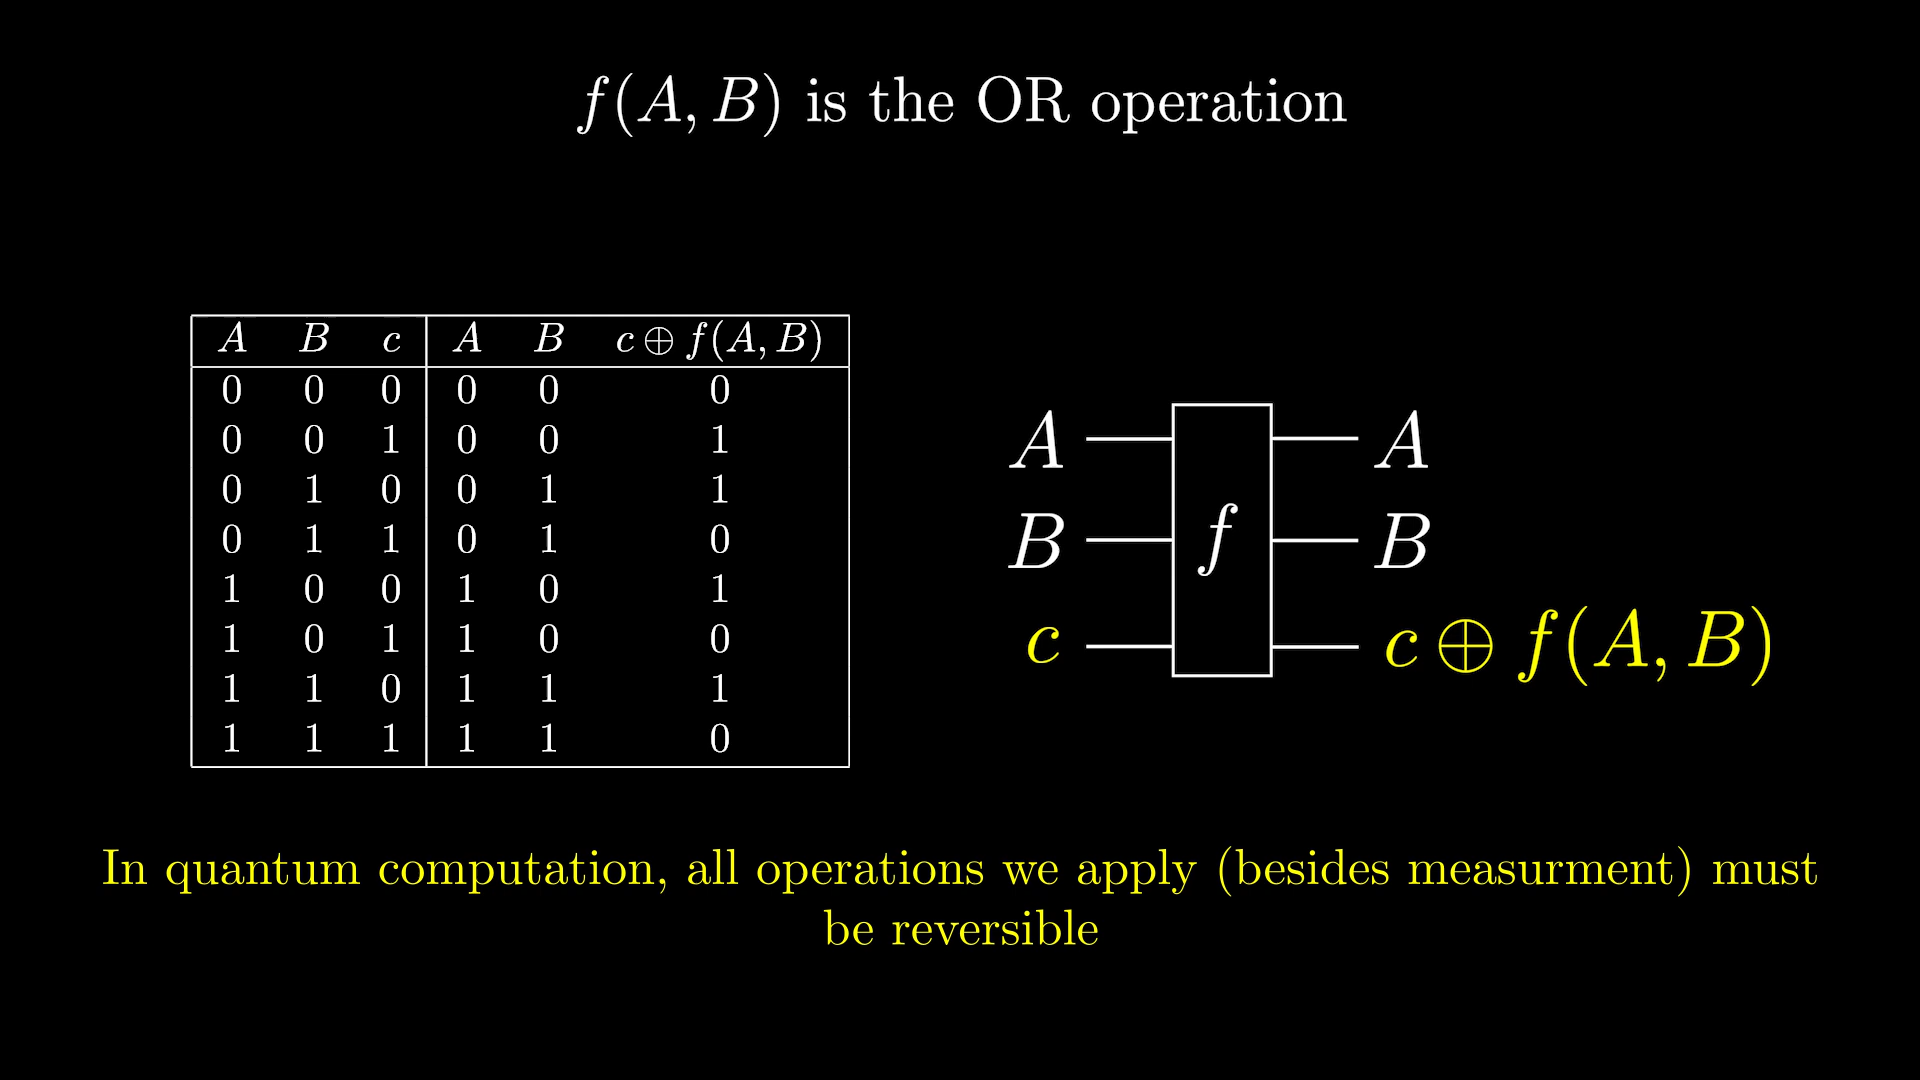 f(A, B) is the OR operation
A B c A B c ⊕ f(A, B)
0 0 0 0 0 0
0 0 1 0 0 1
0 1 0 0 1 1
0 1 1 0 1 0
1 0 0 1 0 1
1 0 1 1 0 0
1 1 0 1 1 1
1 1 1 1 1 0
A A
B f B
c c ⊕ f(A, B)
In quantum computation, all operations we apply (besides measurment) must
be reversible